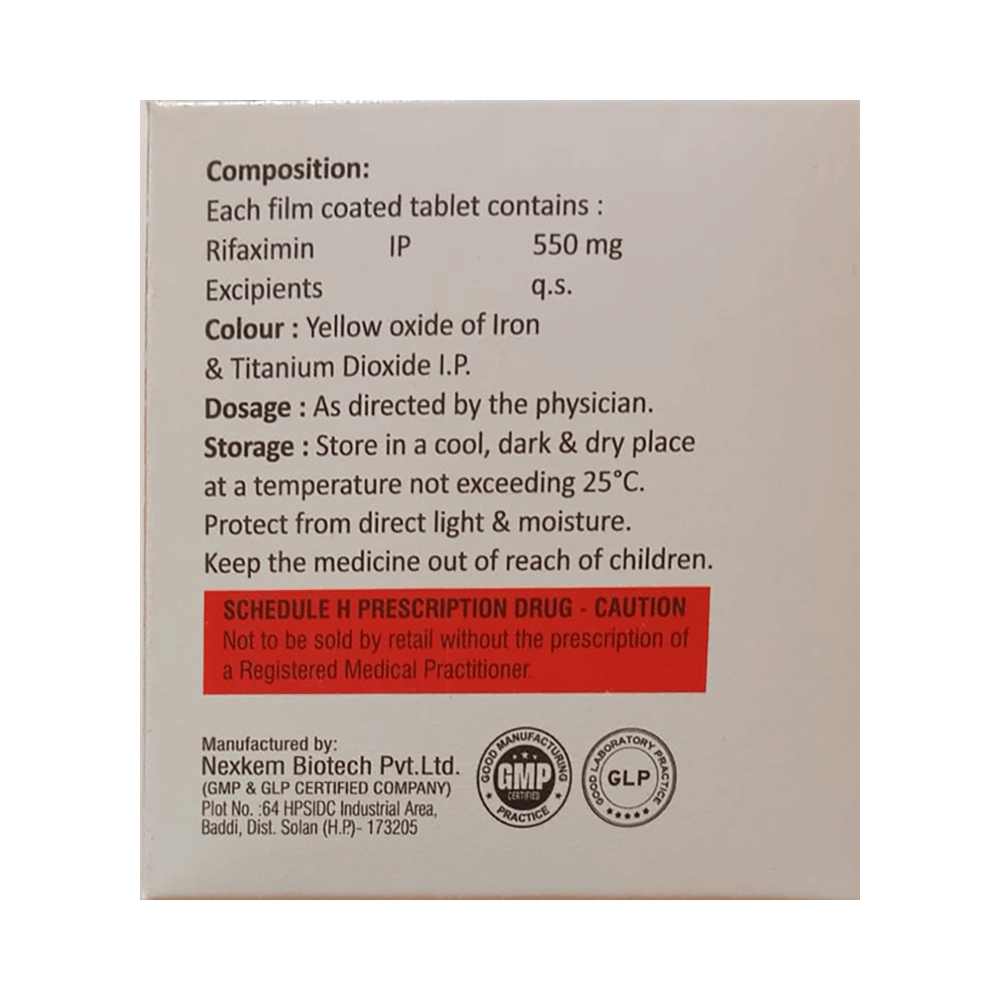 Composition:
Each film coated tablet contains :
Rifaximin IP 550 mg
Excipients q.s.
Colour : Yellow oxide of Iron
& Titanium Dioxide I.P.
Dosage : As directed by the physician.
Storage : Store in a cool, dark & dry place
at a temperature not exceeding 25°C.
Protect from direct light & moisture.
Keep the medicine out of reach of children.
SCHEDULE H PRESCRIPTION DRUG - CAUTION
Not to be sold by retail without the prescription of
a Registered Medical Practitioner.
Manufactured by:
Nexkem Biotech Pvt.Ltd.
(GMP & GLP CERTIFIED COMPANY)
Plot No. :64 HPSIDC Industrial Area,
Baddi, Dist. Solan (H.P.)- 173205
GOOD MANUFACTURING
GMP
CERTIFIED
PRACTICE
GOOD LABORATORY PRACTICE
GLP